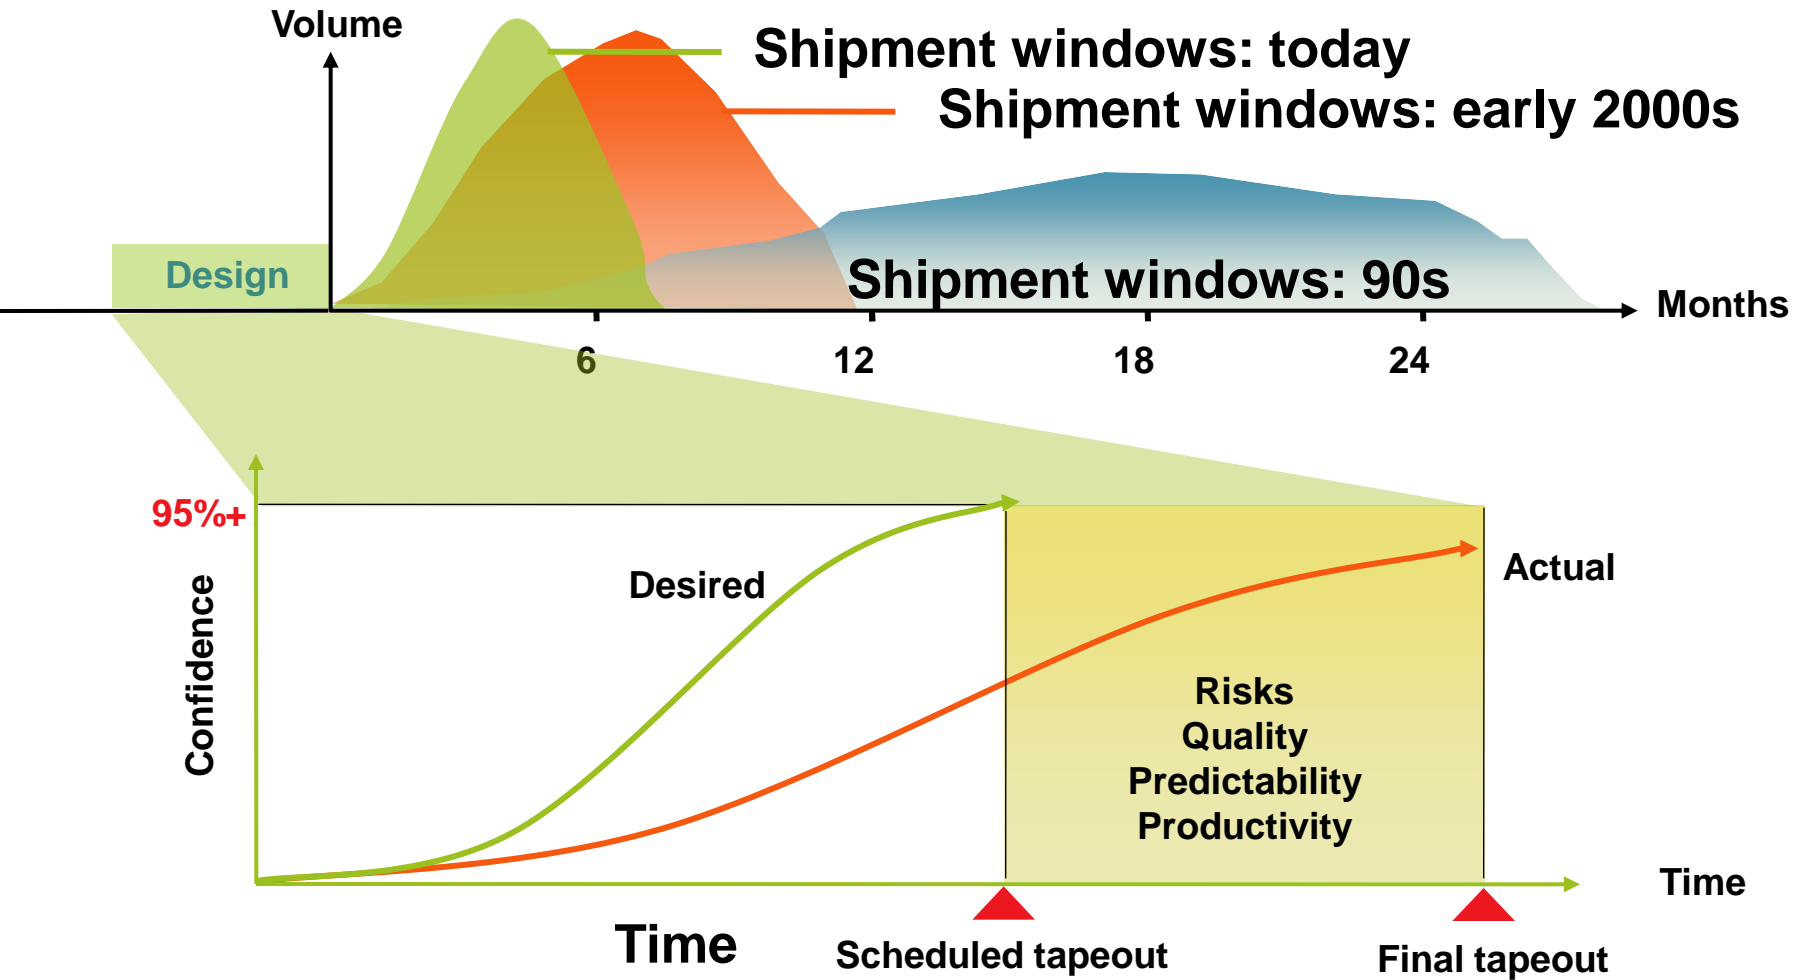 Volume
Shipment windows: today
Shipment windows: early 2000s
Design
Shipment windows: 90s
Months
6
12
18
24
95%+
Desired
Actual
Confidence
Risks
Quality
Predictability
Productivity
Time
Time
Scheduled tapeout
Final tapeout